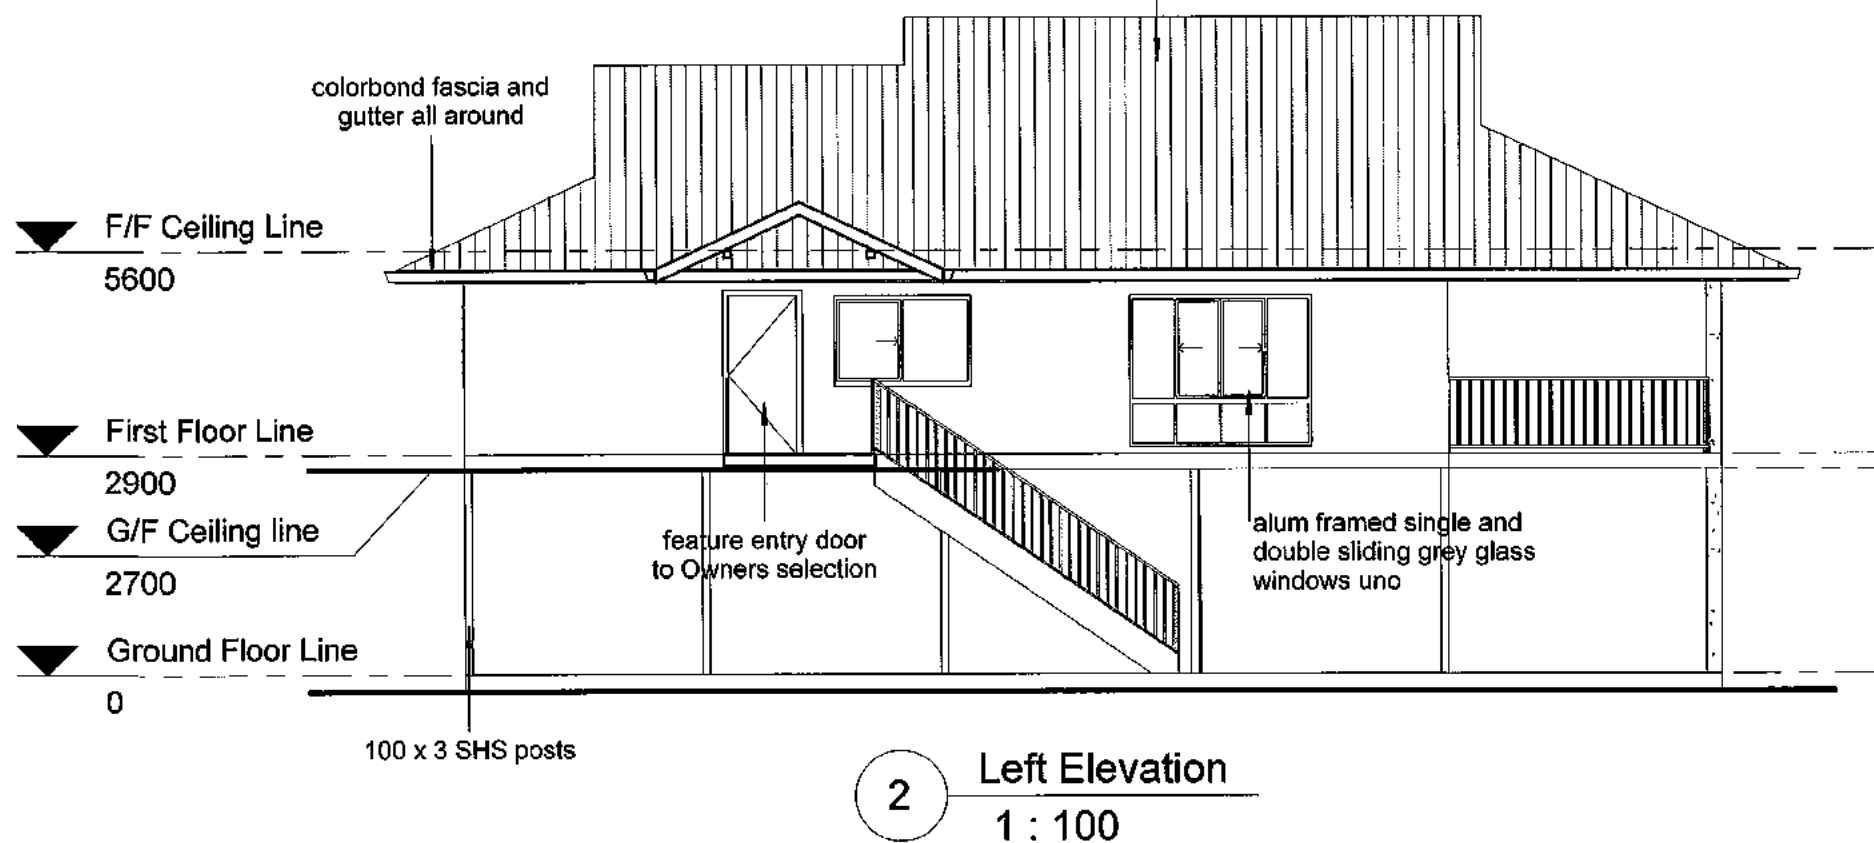 colorbond fascia and
gutter all around
F/F Ceiling Line
5600
First Floor Line
2900
G/F Ceiling line
2700
feature entry door
to Owners selection
alum framed single and
double sliding grey glass
windows uno
Ground Floor Line
0
100 x 3 SHS posts
2
Left Elevation
1 : 100